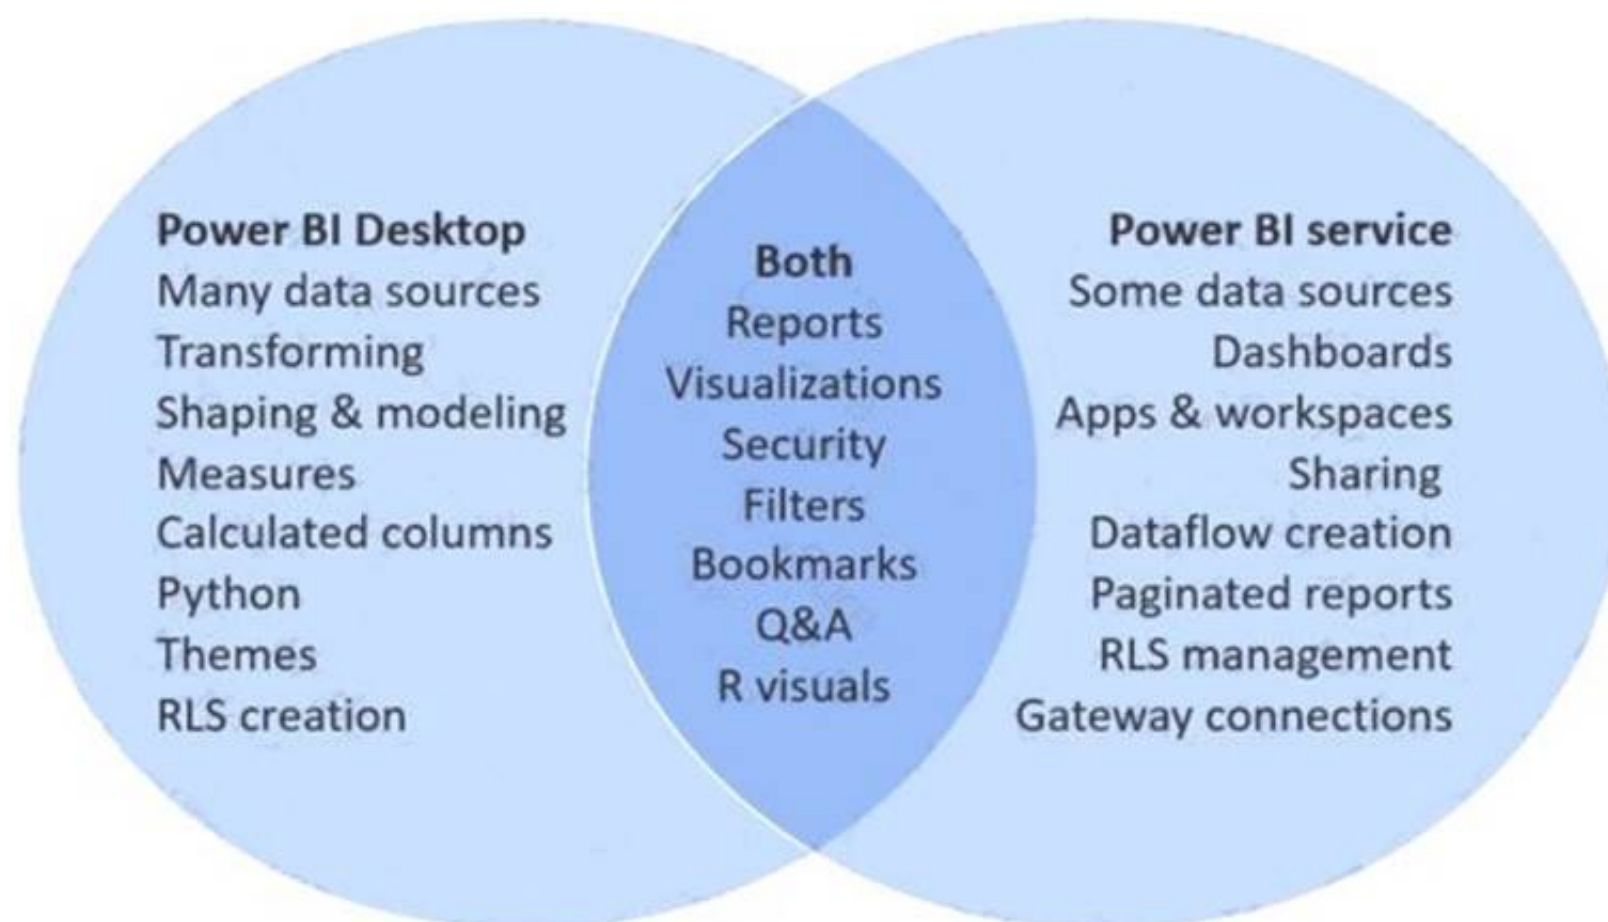 Power BI Desktop
Many data sources
Transforming
Shaping & modeling
Measures
Calculated columns
Python
Themes
RLS creation
Both
Reports
Visualizations
Security
Filters
Bookmarks
Q&A
R visuals
Power BI service
Some data sources
Dashboards
Apps & workspaces
Sharing
Dataflow creation
Paginated reports
RLS management
Gateway connections